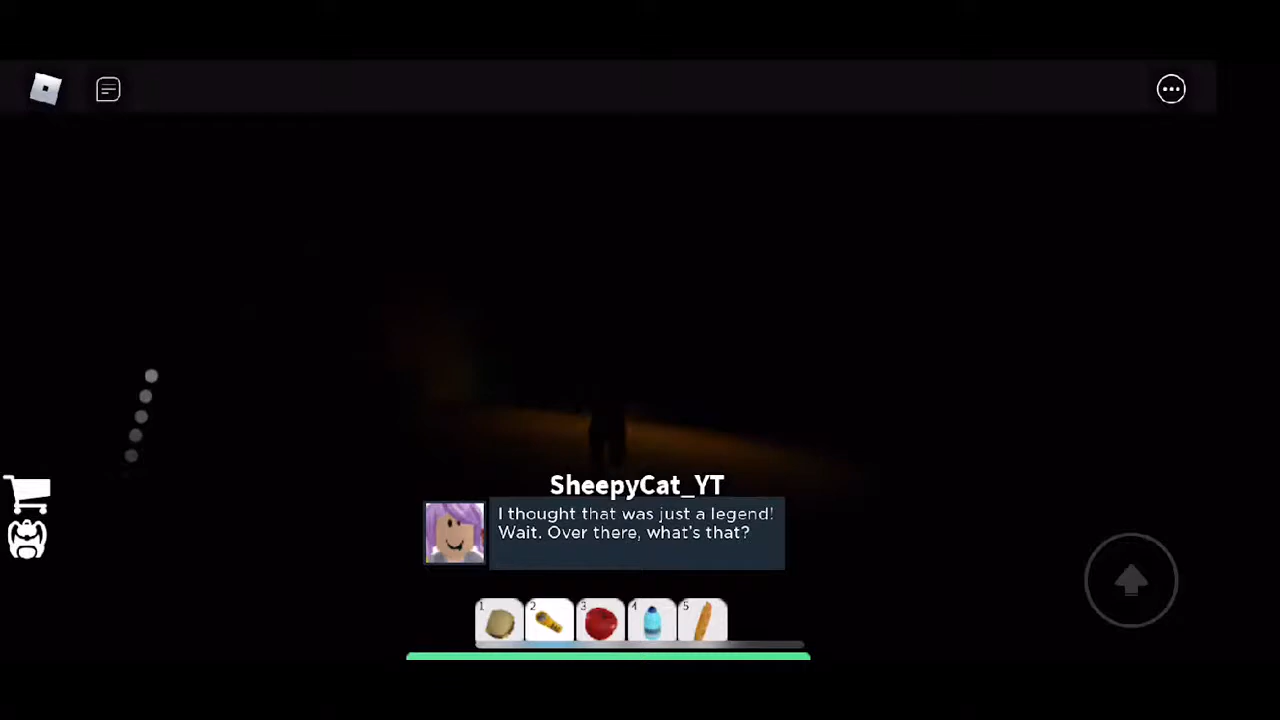 SheepyCat_YT
I thought that was just a legend!
Wait. Over there, what's that?
1 2 3 4 5